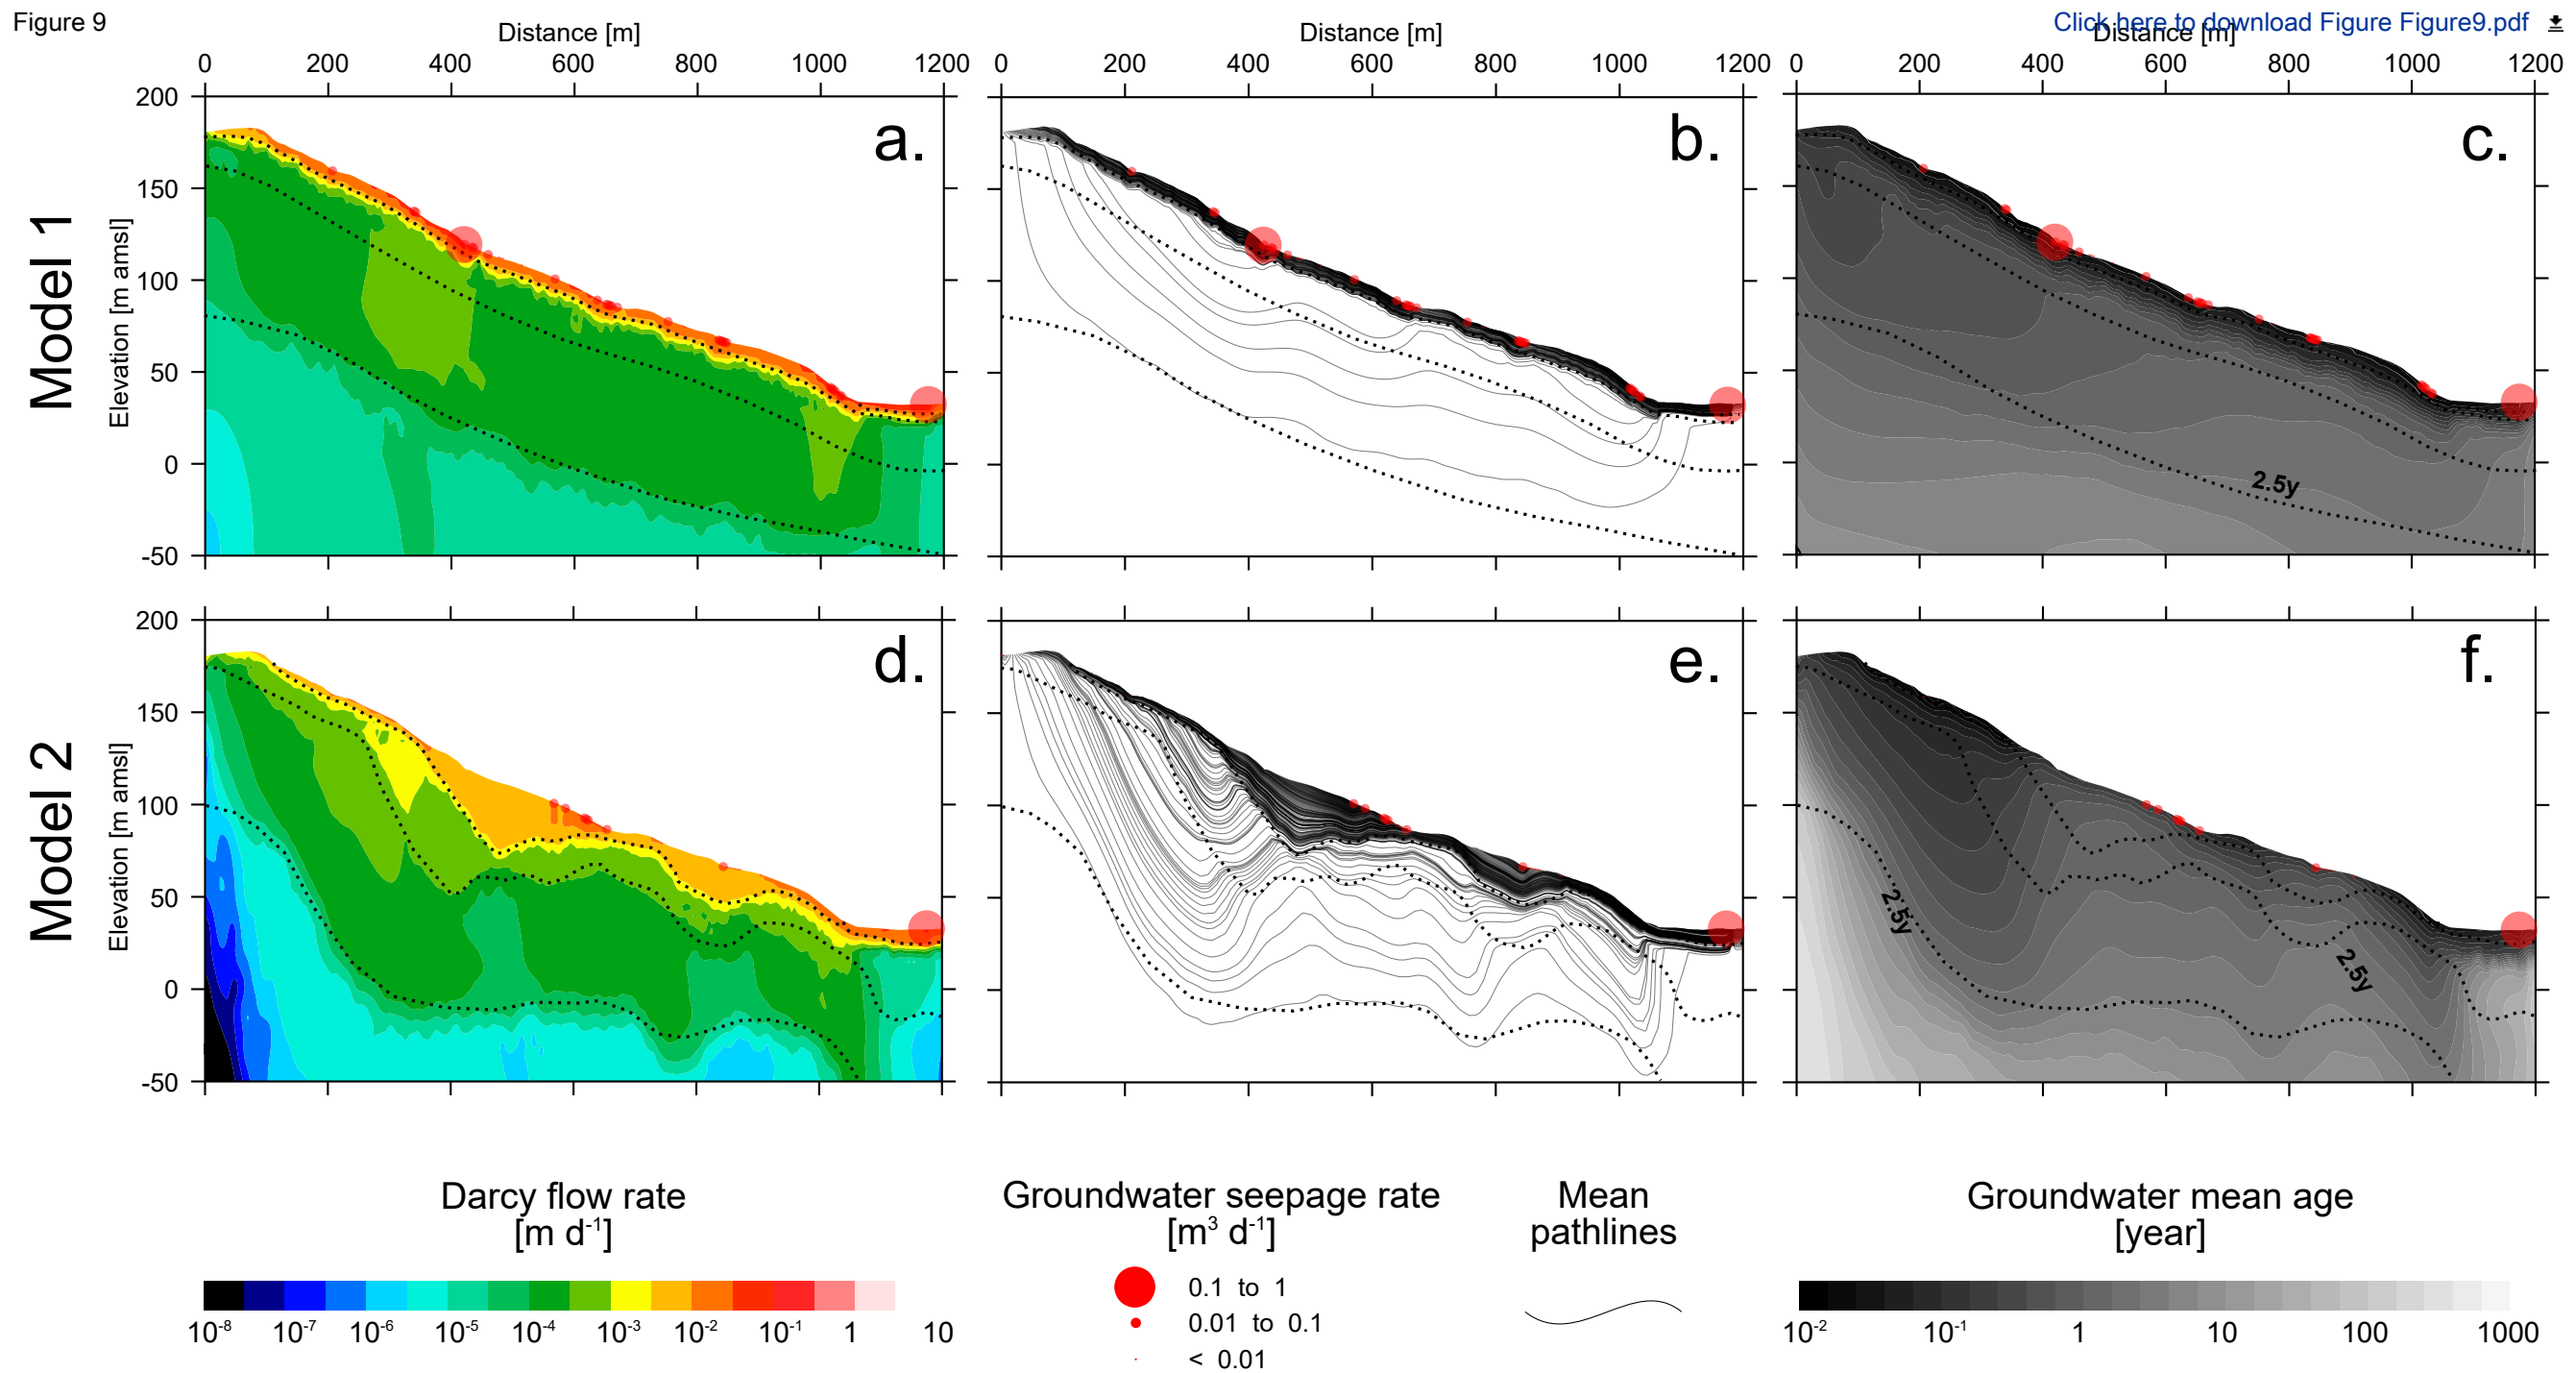 Figure 9
Click here to download Figure Figure9.pdf
Distance [m]
Distance [m]
Distance [m]
0 200 400 600 800 1000 1200
0 200 400 600 800 1000 1200
0 200 400 600 800 1000 1200
Model 1
Elevation [m amsl]
200
150
100
50
0
-50
a.
b.
c.
2.5y
Model 2
Elevation [m amsl]
200
150
100
50
0
-50
d.
e.
f.
2.5y
2.5y
Darcy flow rate
[m d⁻¹]
10⁻⁸ 10⁻⁷ 10⁻⁶ 10⁻⁵ 10⁻⁴ 10⁻³ 10⁻² 10⁻¹ 1 10
Groundwater seepage rate
[m³ d⁻¹]
0.1 to 1
0.01 to 0.1
< 0.01
Mean
pathlines
Groundwater mean age
[year]
10⁻² 10⁻¹ 1 10 100 1000